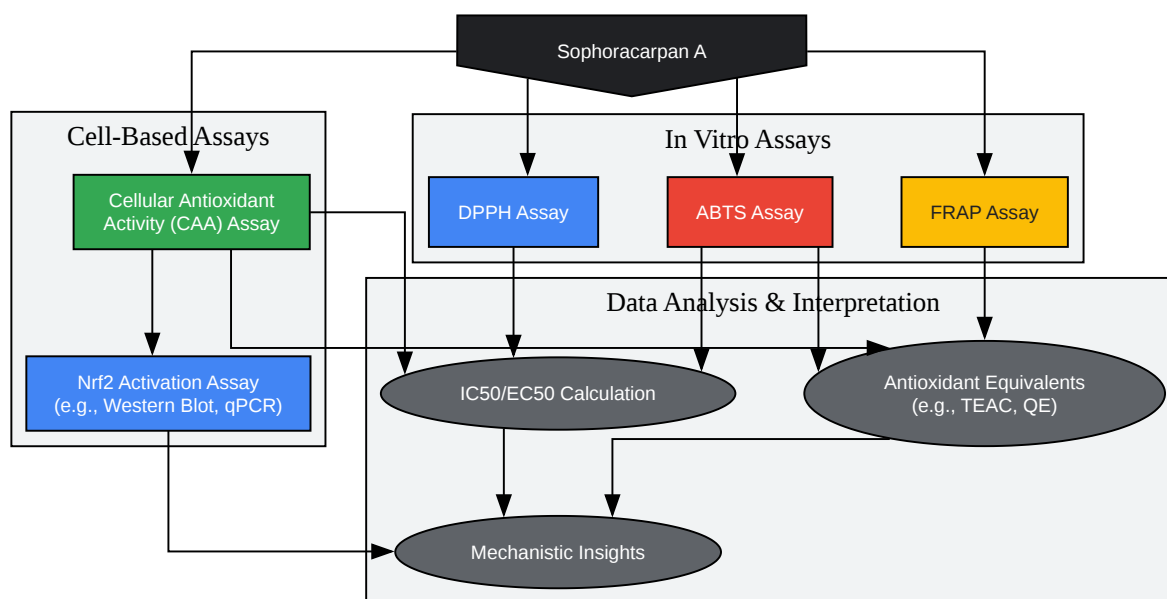 Sophoracarpan A
Cell-Based Assays
In Vitro Assays
Cellular Antioxidant
Activity (CAA) Assay
DPPH Assay
ABTS Assay
FRAP Assay
Data Analysis & Interpretation
Nrf2 Activation Assay
(e.g., Western Blot, qPCR)
IC50/EC50 Calculation
Antioxidant Equivalents
(e.g., TEAC, QE)
Mechanistic Insights